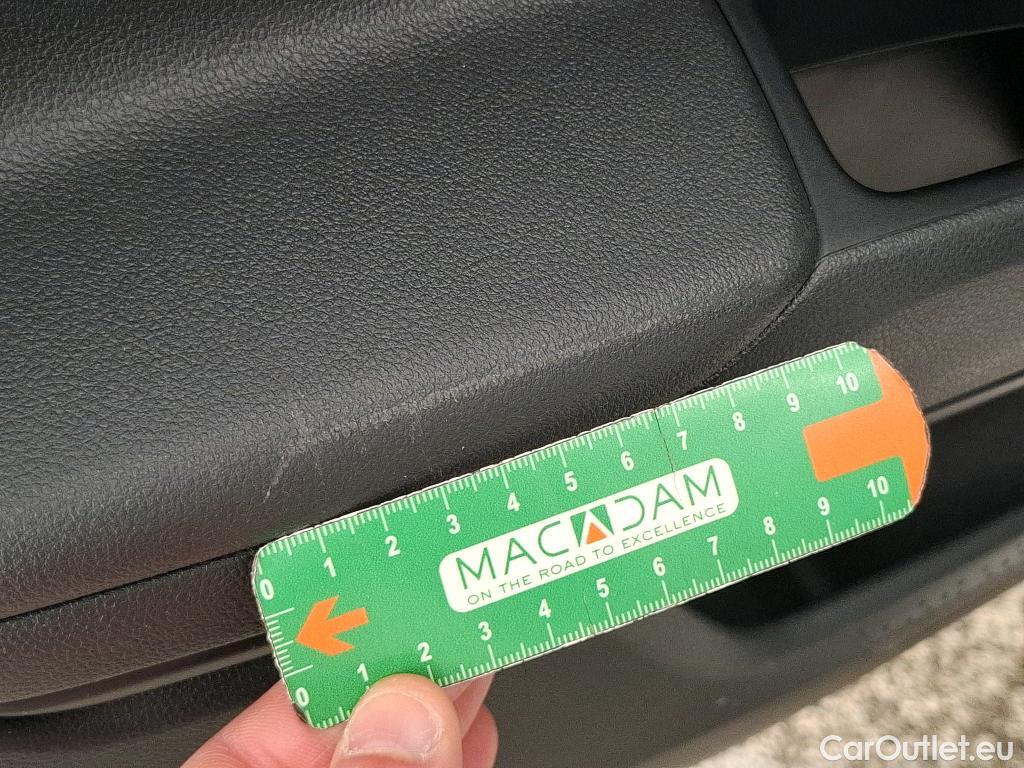 0 1 2 3 4 5 6 7 8 9 10
MACADAM
ON THE ROAD TO EXCELLENCE
0 1 2 3 4 5 6 7 8 9 10
CarOutlet.eu